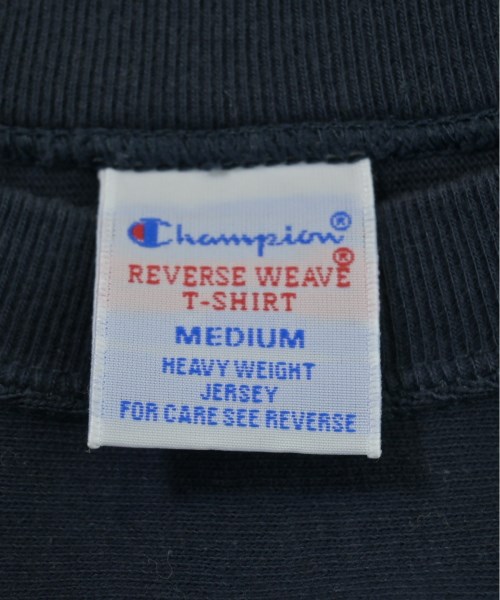 Champion®
REVERSE WEAVE®
T-SHIRT
MEDIUM
HEAVY WEIGHT
JERSEY
FOR CARE SEE REVERSE